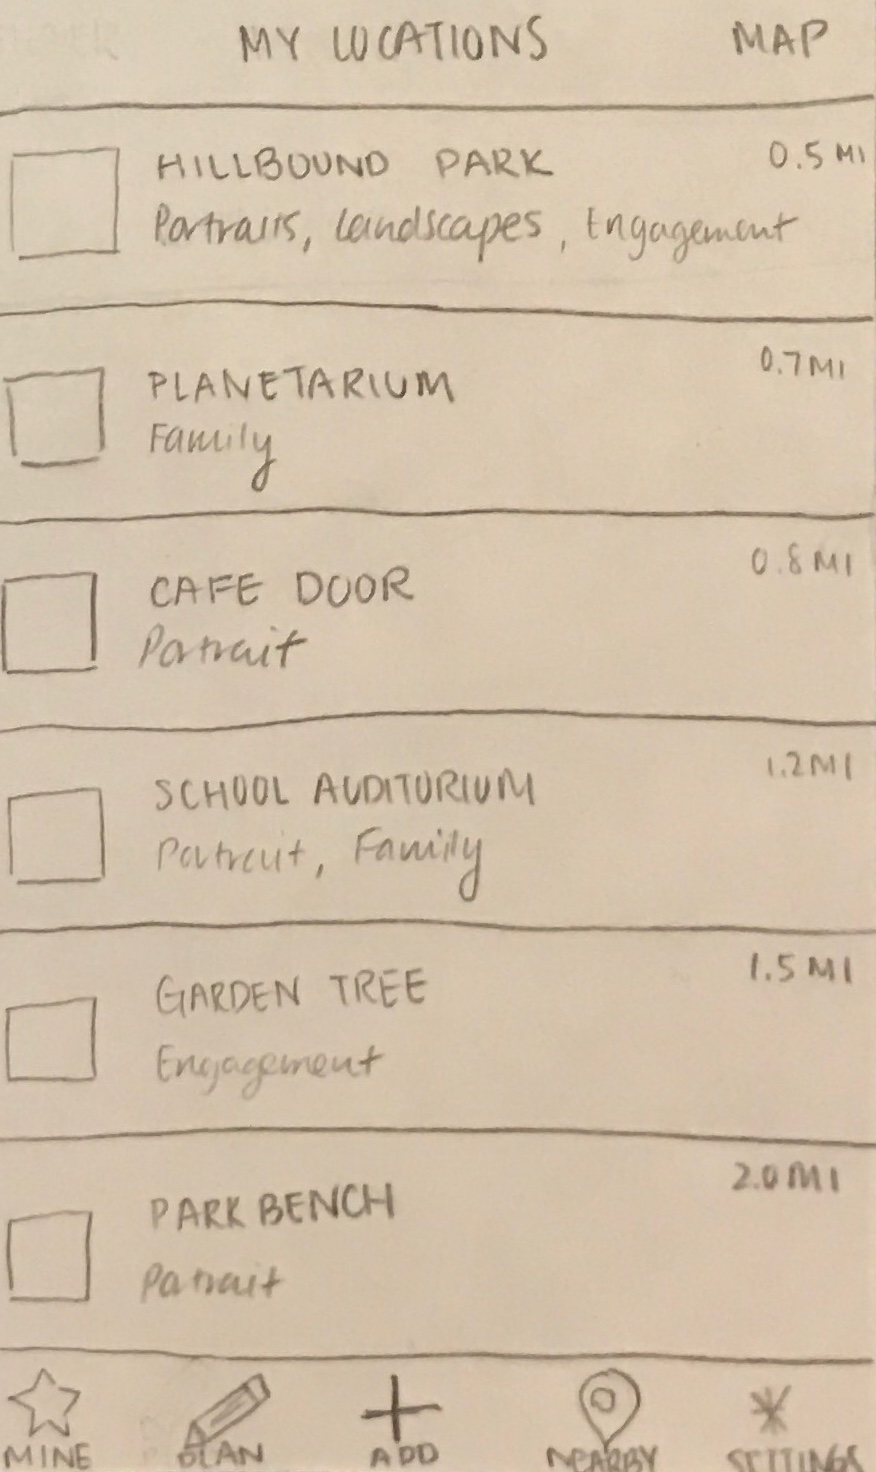 MY LOCATIONS MAP
HILLBOUND PARK 0.5 MI
Portraits, Landscapes, Engagement
PLANETARIUM 0.7 MI
Family
CAFE DOOR 0.8 MI
Portrait
SCHOOL AUDITORIUM 1.2 MI
Portrait, Family
GARDEN TREE 1.5 MI
Engagement
PARK BENCH 2.0 MI
Portrait
MINE PLAN ADD NEARBY SETTINGS